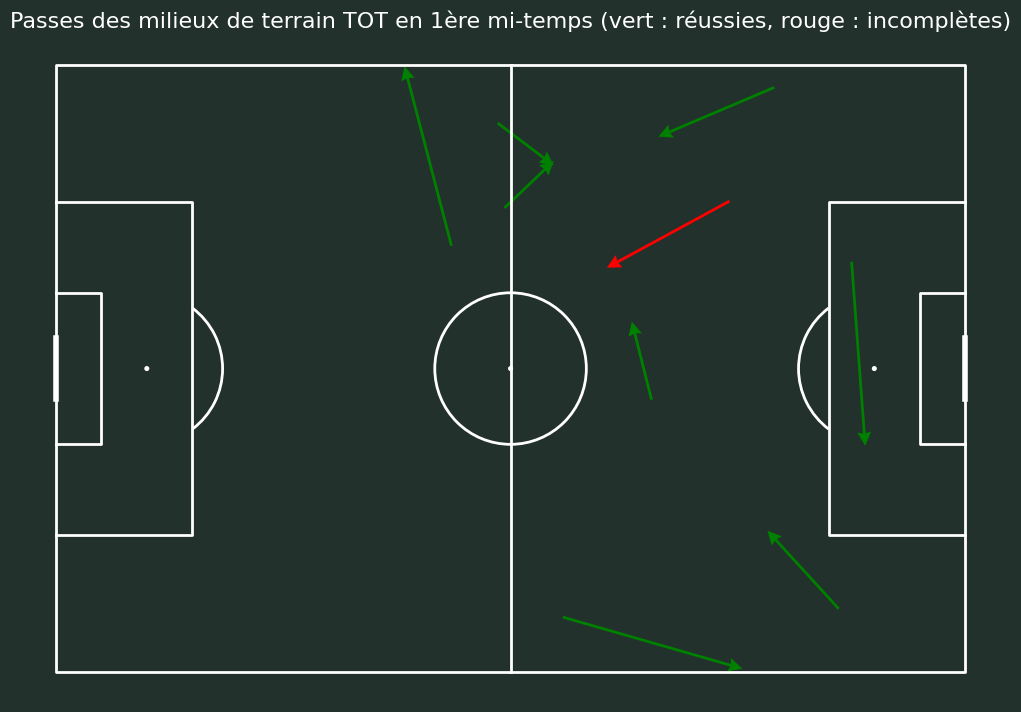 Passes des milieux de terrain TOT en 1ère mi-temps (vert : réussies, rouge : incomplètes)